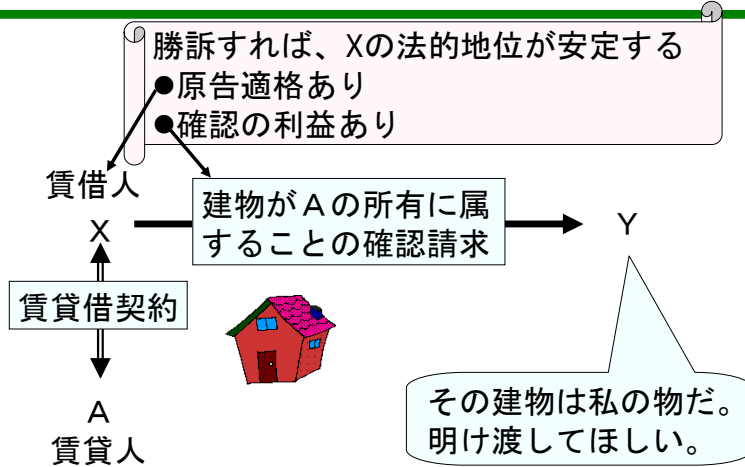 勝訴すれば、Xの法的地位が安定する
●原告適格あり
●確認の利益あり
賃借人
X
建物がAの所有に属
することの確認請求
Y
賃貸借契約
A
賃貸人
その建物は私の物だ。
明け渡してほしい。